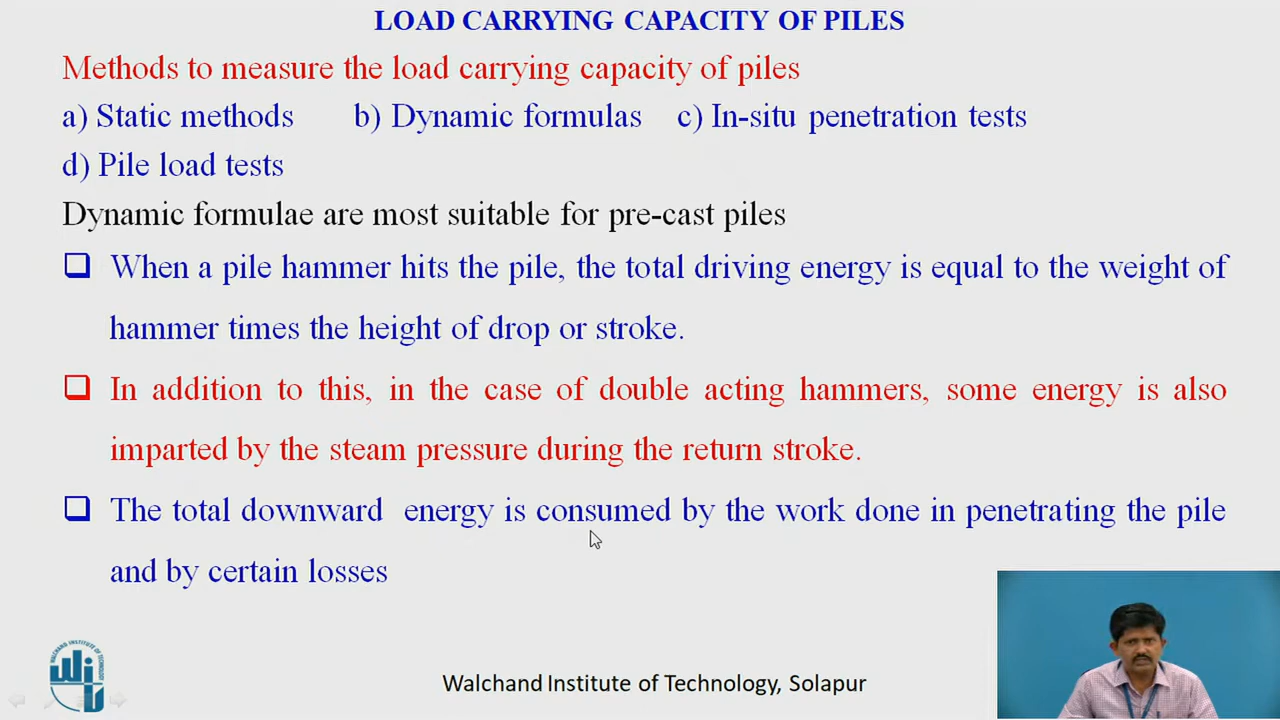 LOAD CARRYING CAPACITY OF PILES
Methods to measure the load carrying capacity of piles
a) Static methods b) Dynamic formulas c) In-situ penetration tests
d) Pile load tests
Dynamic formulae are most suitable for pre-cast piles
When a pile hammer hits the pile, the total driving energy is equal to the weight of
hammer times the height of drop or stroke.
In addition to this, in the case of double acting hammers, some energy is also
imparted by the steam pressure during the return stroke.
The total downward energy is consumed by the work done in penetrating the pile
and by certain losses
WALCHAND INSTITUTE OF TECHNOLOGY
WIT
Walchand Institute of Technology, Solapur